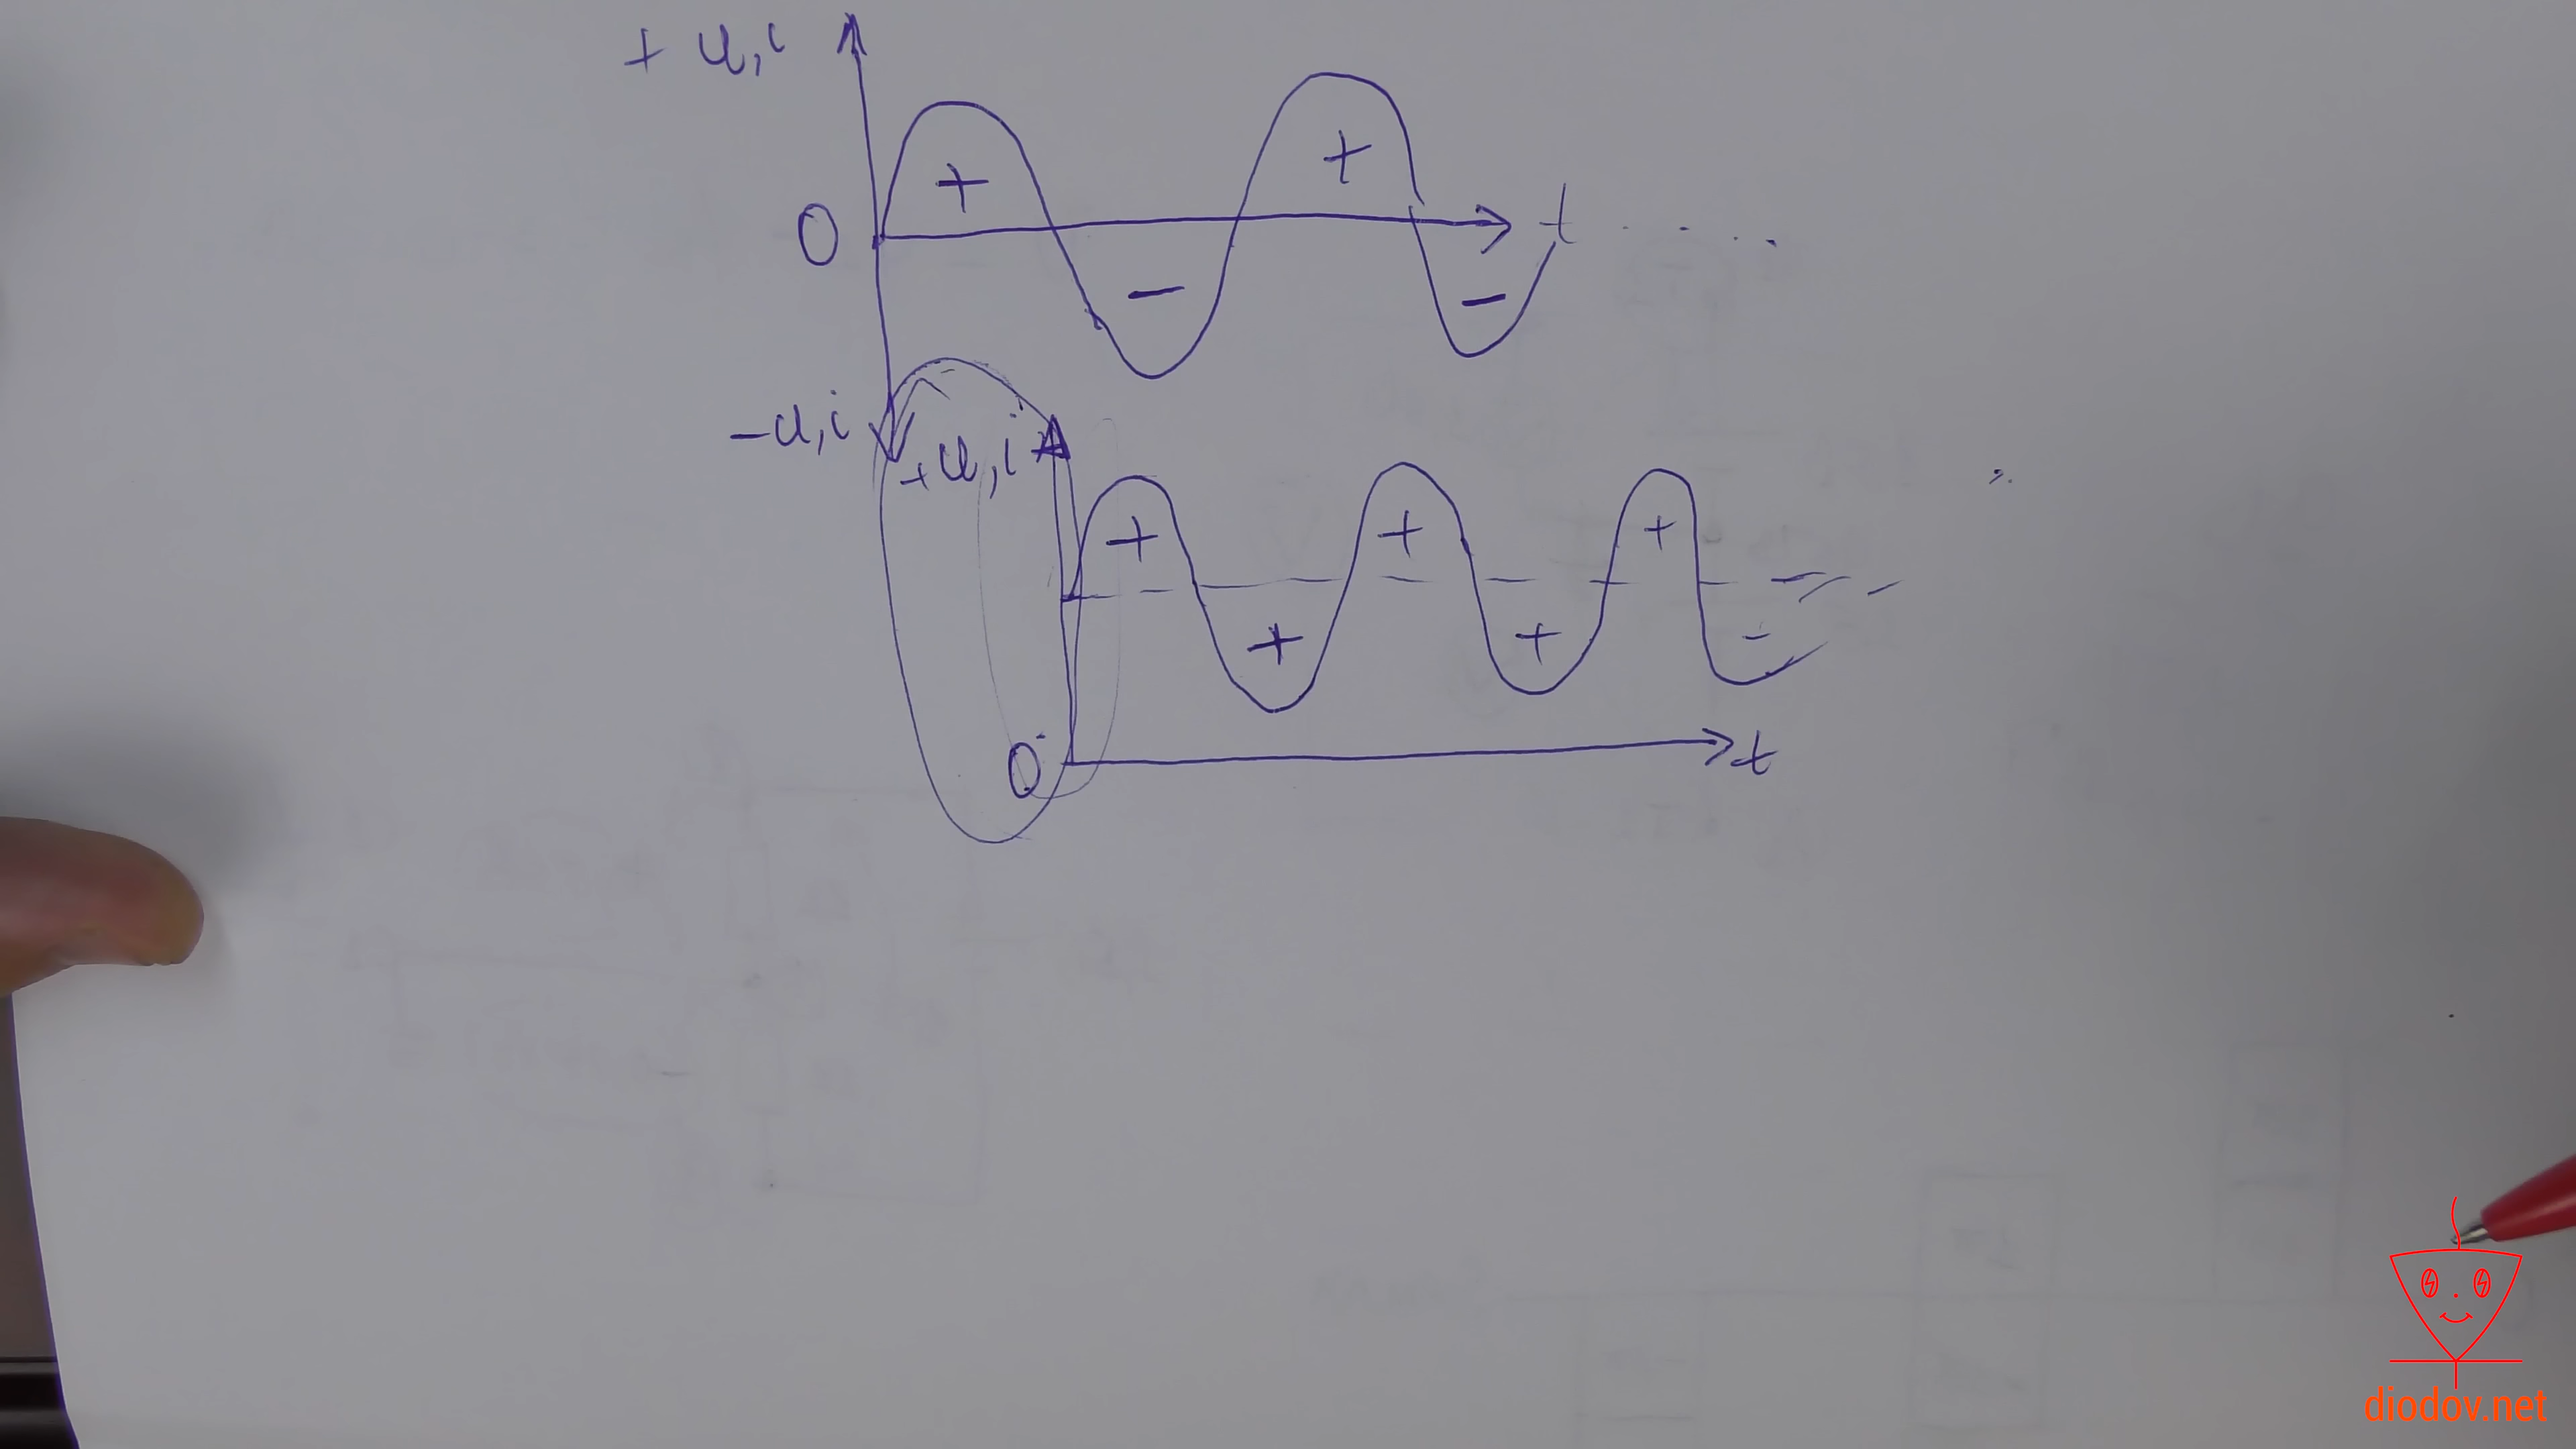 + u, i
+
+
0
t
-
-
-u, i
+u, i
+
+
+
+
+
-
0
t
diodov.net